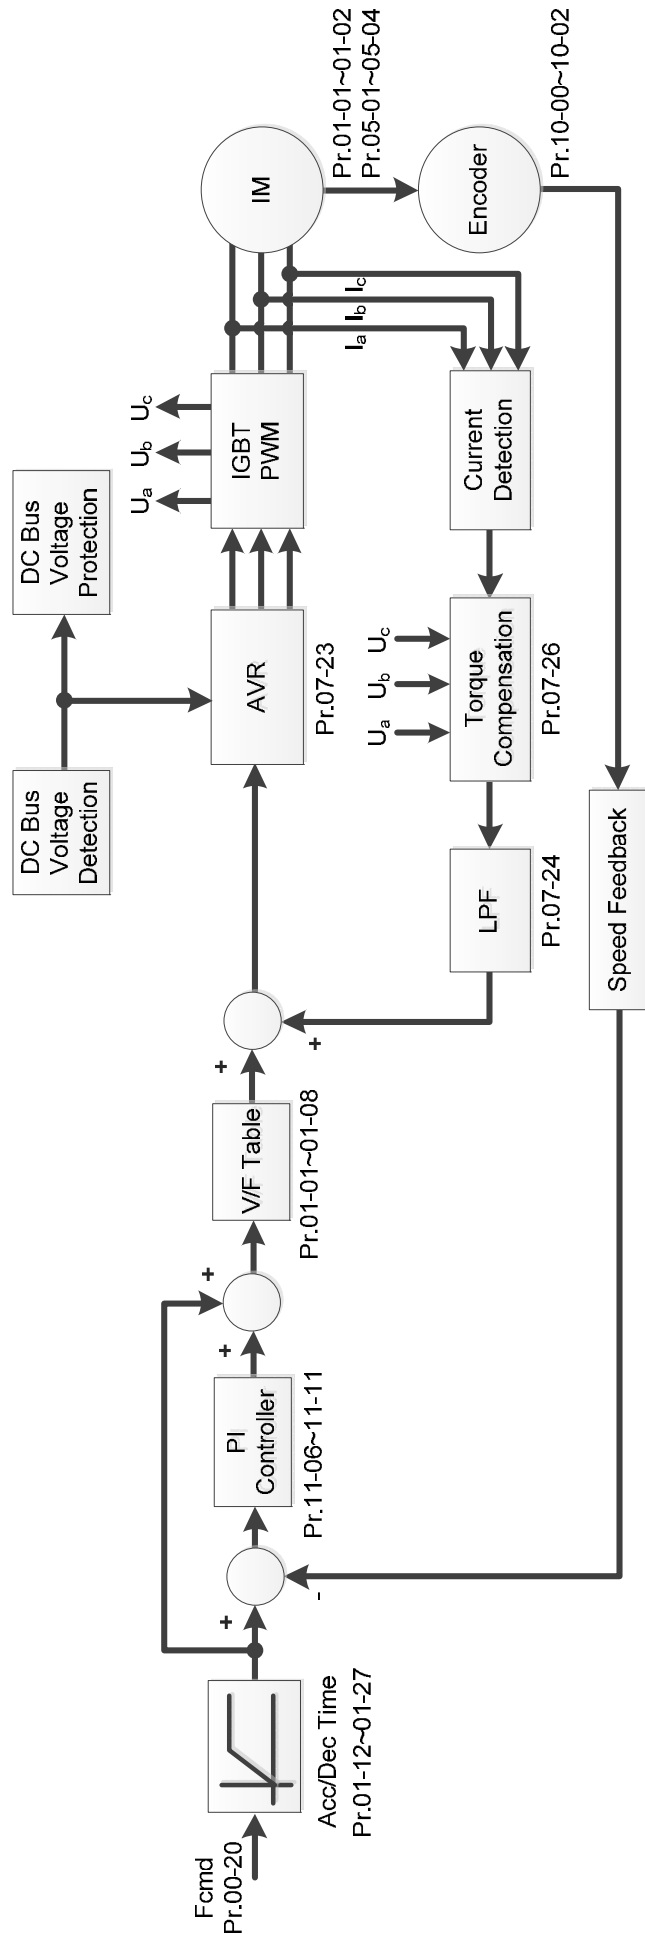 Fcmd
Pr.00-20
Acc/Dec Time
Pr.01-12~01-27
+
-
PI
Controller
Pr.11-06~11-11
+
+
V/F Table
Pr.01-01~01-08
+
+
DC Bus
Voltage
Detection
DC Bus
Voltage
Protection
AVR
Pr.07-23
IGBT
PWM
Ua
Ub
Uc
IM
Pr.01-01~01-02
Pr.05-01~05-04
Ia
Ib
Ic
LPF
Pr.07-24
Torque
Compensation
Pr.07-26
Ua
Ub
Uc
Current
Detection
Encoder
Pr.10-00~10-02
Speed Feedback